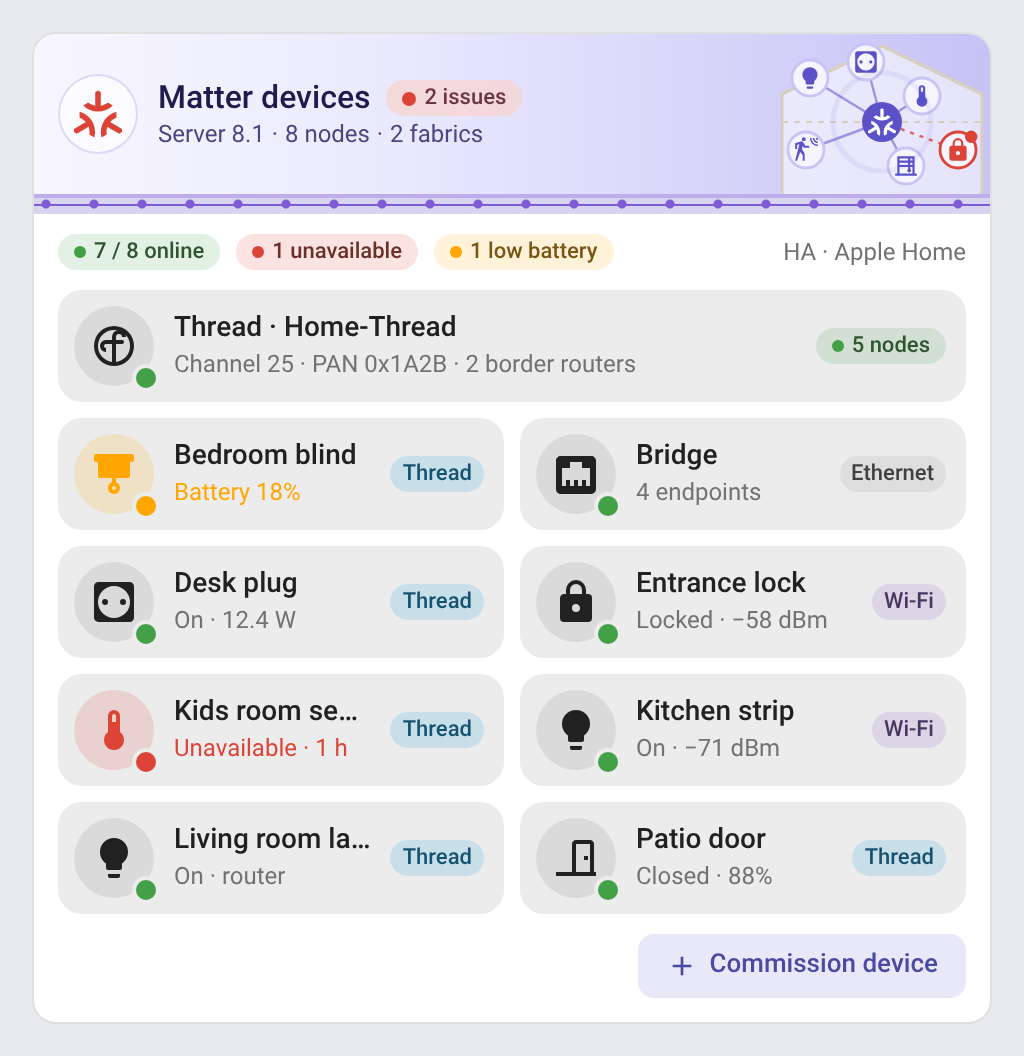 Matter devices
2 issues
Server 8.1 · 8 nodes · 2 fabrics
7 / 8 online
1 unavailable
1 low battery
HA · Apple Home
Thread · Home-Thread
Channel 25 · PAN 0x1A2B · 2 border routers
5 nodes
Bedroom blind
Battery 18%
Thread
Bridge
4 endpoints
Ethernet
Desk plug
On · 12.4 W
Thread
Entrance lock
Locked · −58 dBm
Wi-Fi
Kids room se...
Unavailable · 1 h
Thread
Kitchen strip
On · −71 dBm
Wi-Fi
Living room la...
On · router
Thread
Patio door
Closed · 88%
Thread
Commission device